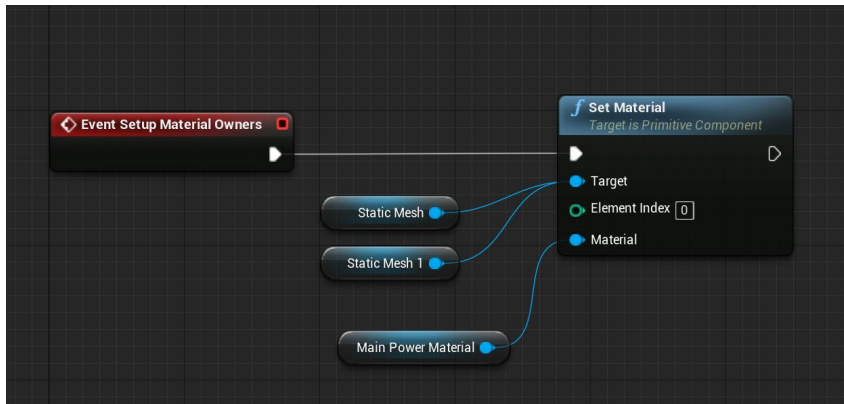 Event Setup Material Owners
f Set Material
Target is Primitive Component
Target
Static Mesh
Element Index 0
Material
Static Mesh 1
Main Power Material